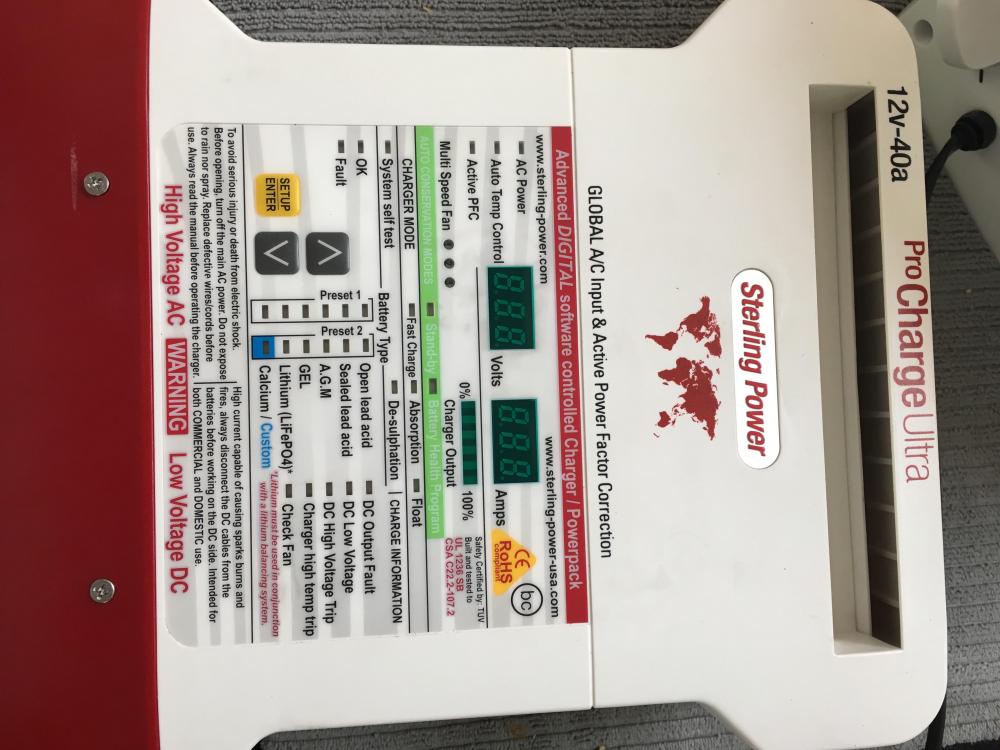 12v-40a
ProChargeUltra
Sterling Power
GLOBAL A/C Input & Active Power Factor Correction
Advanced DIGITAL software controlled Charger / Powerpack
www.sterling-power.com
www.sterling-power-usa.com
AC Power
Auto Temp Control
Active PFC
Multi Speed Fan
Volts
Amps
0%
100%
Charger Output
CE
RoHS
compliant
bc
Safety Certified by: TUV
Built and tested to
UL 1236 SB
CSA C22.2-107.2
AUTO CONSERVATION MODES
Stand-by
Battery Health Program
CHARGER MODE
Fast Charge
Absorption
Float
System self test
Battery Type
De-sulphation
CHARGE INFORMATION
OK
Fault
SETUP
ENTER
Preset 1
Preset 2
Open lead acid
Sealed lead acid
A.G.M
GEL
Lithium (LiFePO4)*
Calcium / Custom
DC Output Fault
DC Low Voltage
DC High Voltage Trip
Charger high temp trip
Check Fan
*Lithium must be used in conjunction
with a lithium balancing system.
To avoid serious injury or death from electric shock.
Before opening, turn off the main AC power. Do not expose
to rain nor spray. Replace defective wires/cords before
use. Always read the manual before operating the charger.
High current capable of causing sparks burns and
fires, always disconnect the DC cables from the
batteries before working on the DC side. Intended for
both COMMERCIAL and DOMESTIC use.
High Voltage AC WARNING Low Voltage DC